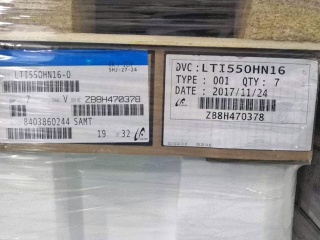 LTI550HN16-0
V ZB8H470378
8403860244 SAMT
19 32
DVC: LTI550HN16
TYPE : 001 QTY: 7
DATE : 2017/11/24
ZB8H470378